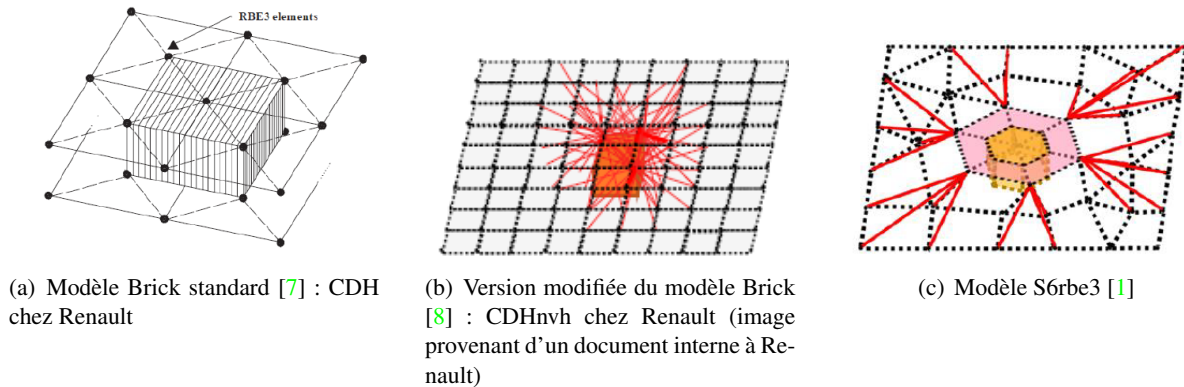 RBE3 elements
(a) Modèle Brick standard [7] : CDH
chez Renault
(b) Version modifiée du modèle Brick
[8] : CDHnvh chez Renault (image
provenant d'un document interne à Re-
nault)
(c) Modèle S6rbe3 [1]